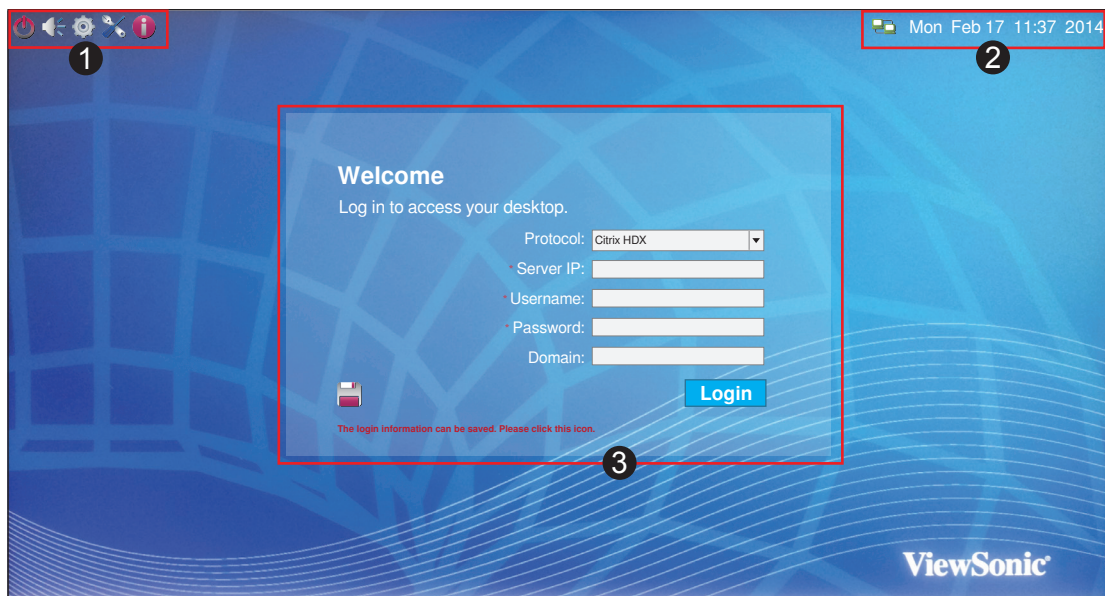 Mon Feb 17 11:37 2014
1
2
Welcome
Log in to access your desktop.
Protocol: Citrix HDX
* Server IP:
* Username:
* Password:
Domain:
Login
The login information can be saved. Please click this icon.
3
ViewSonic®